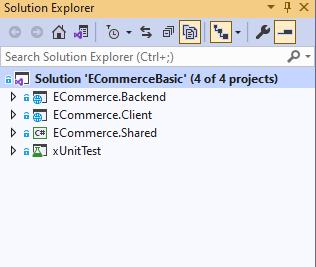 Solution Explorer
Search Solution Explorer (Ctrl+;)
Solution 'ECommerceBasic' (4 of 4 projects)
ECommerce.Backend
ECommerce.Client
C# ECommerce.Shared
xUnitTest